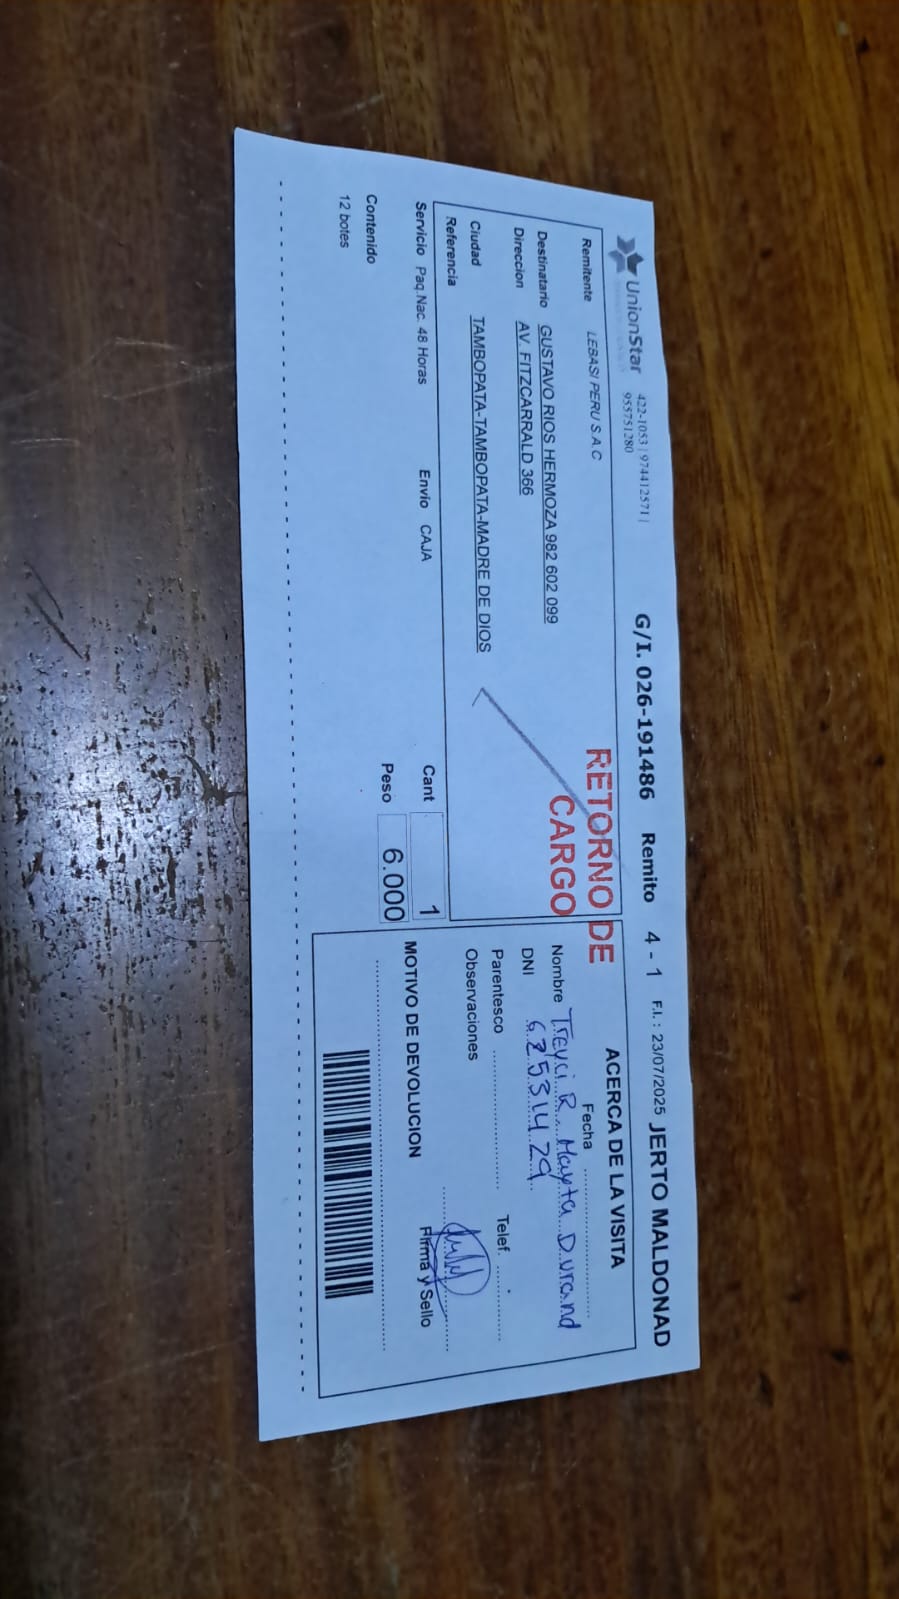 UnionStar 422-1053 | 974412571 |
955751280
G/I. 026-191486 Remito 4 - 1 F.I.: 23/07/2025 JERTO MALDONAD
Remitente LEBASI PERU S.A.C
RETORNO DE
CARGO
Destinatario GUSTAVO RIOS HERMOZA 982 602 099
Direccion AV. FITZCARRALD 366
Ciudad TAMBOPATA-TAMBOPATA-MADRE DE DIOS
Referencia
Servicio Paq.Nac. 48 Horas Envio CAJA Cant 1
Contenido Peso 6.000
12 botes
ACERCA DE LA VISITA
Fecha
Nombre Treyci R. Mayta Durand
DNI
Parentesco Telef.
Observaciones
Firma y Sello
MOTIVO DE DEVOLUCION